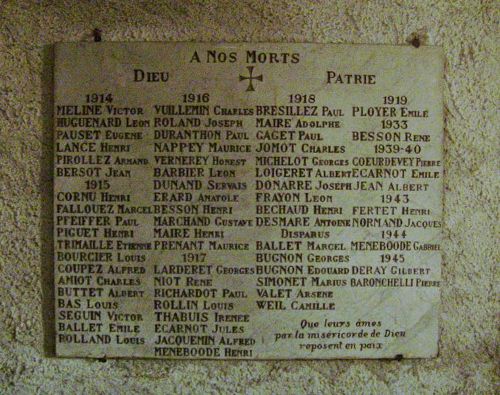 A NOS MORTS
DIEU
PATRIE
1914
MELINE VICTOR
HUGUENARD LEON
PAUSET EUGENE
LANCE HENRI
PIROLLEZ ARMAND
BERSOT JEAN
1915
CORNU HENRI
FALLOUEZ MARCEL
PFEIFFER PAUL
PIGUET HENRI
TRIMAILLE ETIENNE
BOURCIER LOUIS
COUPEZ ALFRED
AMIOT CHARLES
BUTTET ALBERT
BAS LOUIS
SEGUIN VICTOR
BALLET EMILE
ROLLAND LOUIS
1916
VUILLEMIN CHARLES
ROLAND JOSEPH
DURANTHON PAUL
NAPPEY MAURICE
VERNEREY HONEST
BARBIER LEON
DUNAND SERVAIS
ERARD ANATOLE
BESSON HENRI
MARCHAND GUSTAVE
MAIRE HENRI
PRENANT MAURICE
1917
LARDERET GEORGES
NIOT RENE
RICHARDOT PAUL
ROLLIN LOUIS
THABUIS IRENEE
ECARNOT JULES
JACQUEMIN ALFRED
MENEBOODE HENRI
1918
BRESILLEZ PAUL
MAIRE ADOLPHE
GAGET PAUL
JOMOT CHARLES
MICHELOT GEORGES
LOIGERET ALBERT
DONARRE JOSEPH
FRAYON LEON
BECHAUD HENRI
DESMARE ANTOINE
DISPARUS
BALLET MARCEL
BUGNON GEORGES
BUGNON EDOUARD
SIMONET MARIUS
VALET ARSENE
WEIL CAMILLE
1919
PLOYER EMILE
1933
BESSON RENE
1939-40
COEURDEVEY PIERRE
ECARNOT EMILE
JEAN ALBERT
1943
FERTET HENRI
NORMAND JACQUES
1944
MENEBOODE GABRIEL
1945
DERAY GILBERT
BARONCHELLI PIERRE
Que leurs âmes
par la miséricorde de Dieu
reposent en paix